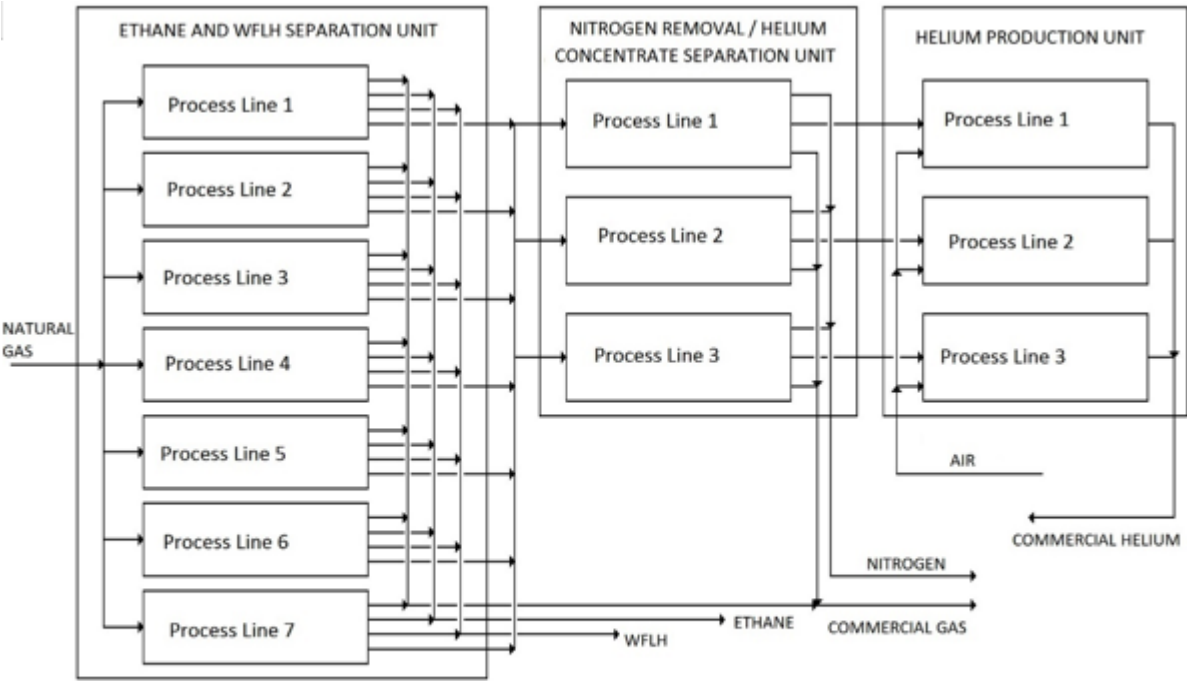 ETHANE AND WFLH SEPARATION UNIT
Process Line 1
Process Line 2
Process Line 3
Process Line 4
Process Line 5
Process Line 6
Process Line 7
NATURAL
GAS
NITROGEN REMOVAL / HELIUM
CONCENTRATE SEPARATION UNIT
Process Line 1
Process Line 2
Process Line 3
HELIUM PRODUCTION UNIT
Process Line 1
Process Line 2
Process Line 3
AIR
COMMERCIAL HELIUM
NITROGEN
COMMERCIAL GAS
ETHANE
WFLH